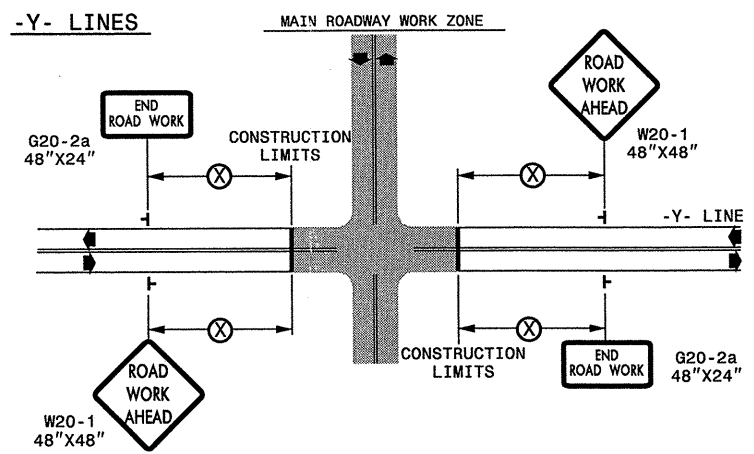 -Y- LINES
MAIN ROADWAY WORK ZONE
END
ROAD WORK
G20-2a
48"X24"
CONSTRUCTION
LIMITS
ROAD
WORK
AHEAD
W20-1
48"X48"
X
X
-Y- LINE
X
X
ROAD
WORK
AHEAD
W20-1
48"X48"
CONSTRUCTION
LIMITS
END
ROAD WORK
G20-2a
48"X24"